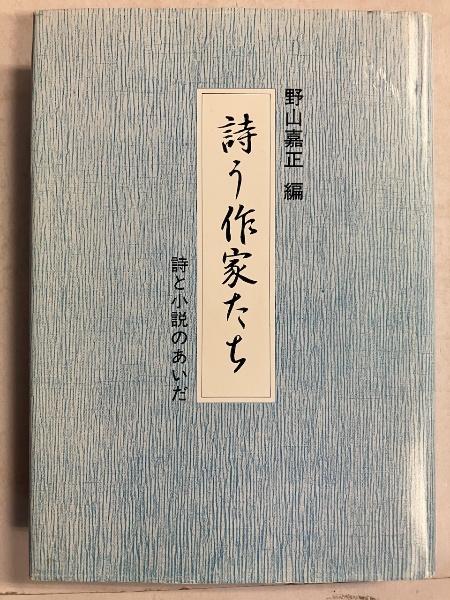 野山嘉正 編
詩う作家たち
詩と小説のあいだ